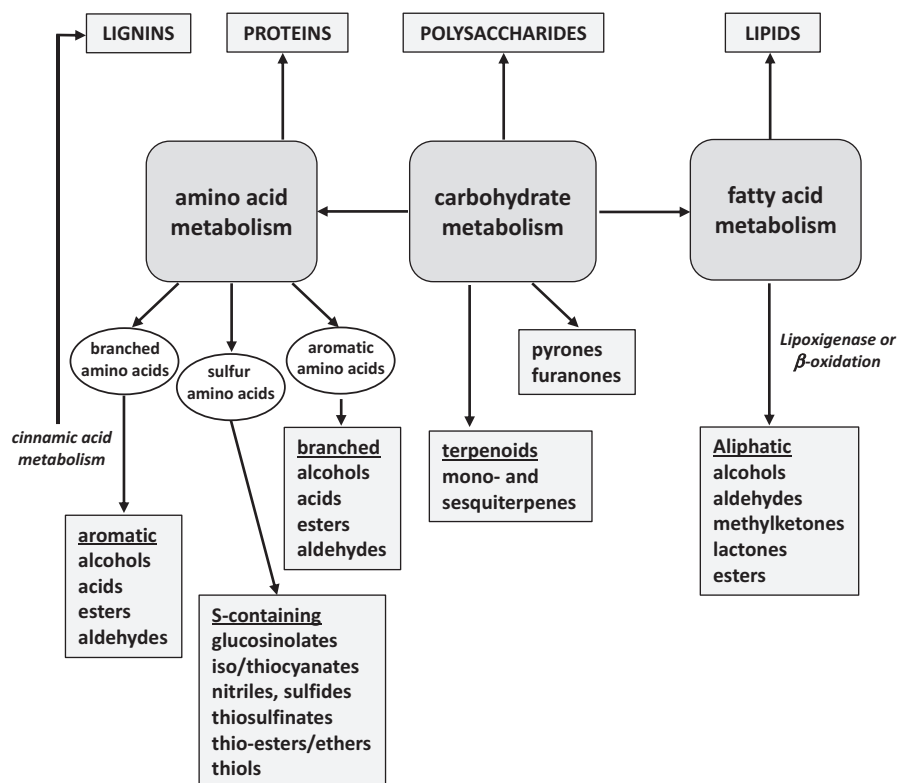 LIGNINS
PROTEINS
POLYSACCHARIDES
LIPIDS
amino acid
metabolism
carbohydrate
metabolism
fatty acid
metabolism
branched
amino acids
sulfur
amino acids
aromatic
amino acids
pyrones
furanones
Lipoxigenase or
β-oxidation
cinnamic acid
metabolism
aromatic
alcohols
acids
esters
aldehydes
S-containing
glucosinolates
iso/thiocyanates
nitriles, sulfides
thiosulfinates
thio-esters/ethers
thiols
branched
alcohols
acids
esters
aldehydes
terpenoids
mono- and
sesquiterpenes
Aliphatic
alcohols
aldehydes
methylketones
lactones
esters